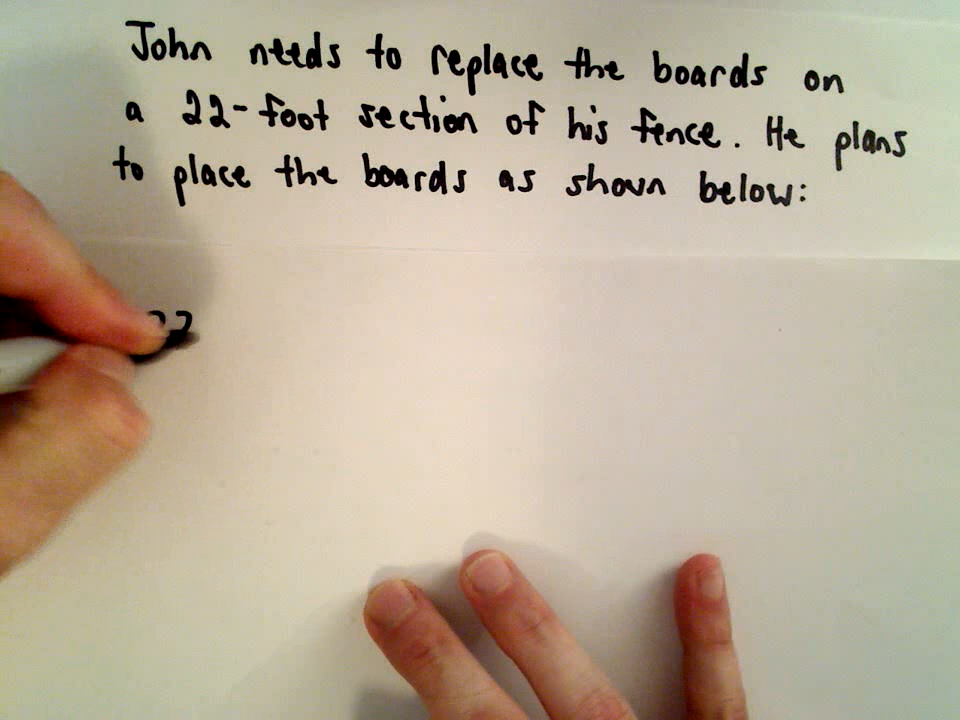 John needs to replace the boards on
a 22-foot section of his fence. He plans
to place the boards as shown below:
22